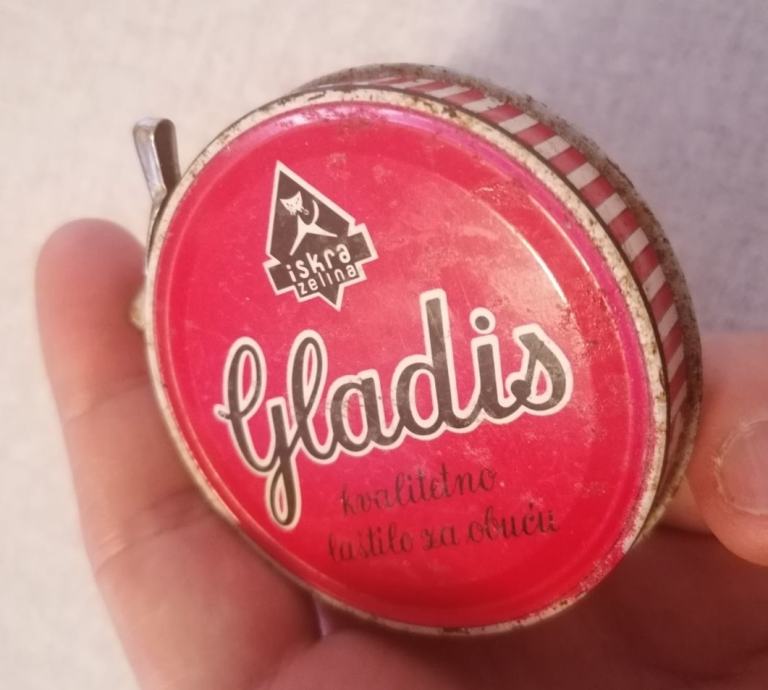 iskra
zelina
Gladis
kvalitetno
laštilo za obuću